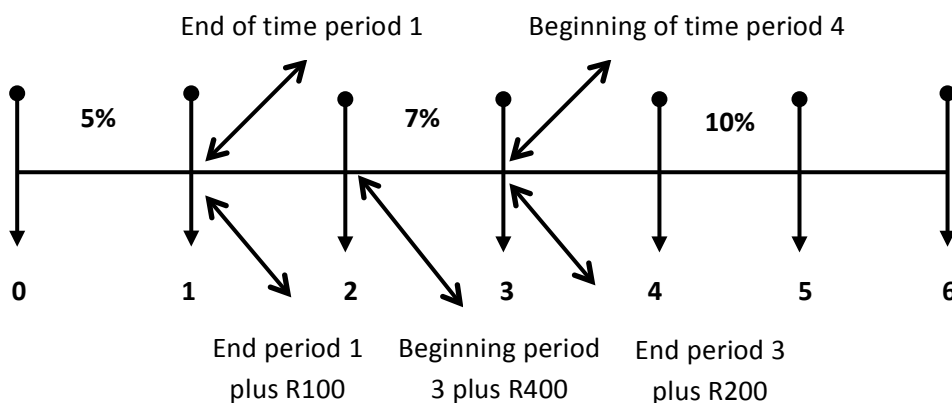 End of time period 1 Beginning of time period 4
5% 7% 10%
0 1 2 3 4 5 6
End period 1 Beginning period End period 3
plus R100 3 plus R400 plus R200